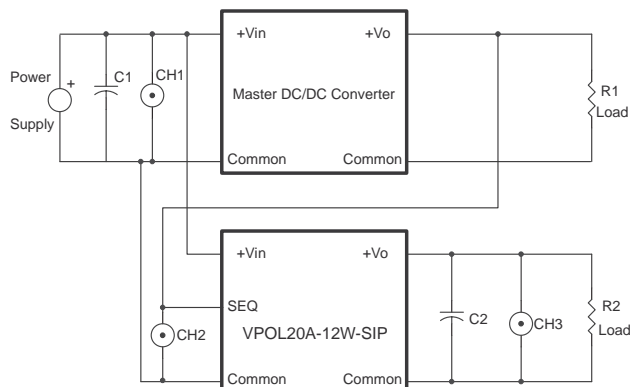 +Vin
+Vo
Power
+
C1
CH1
Master DC/DC Converter
R1
Load
Supply
Common
Common
+Vin
+Vo
SEQ
CH2
VPOL20A-12W-SIP
C2
CH3
R2
Load
Common
Common